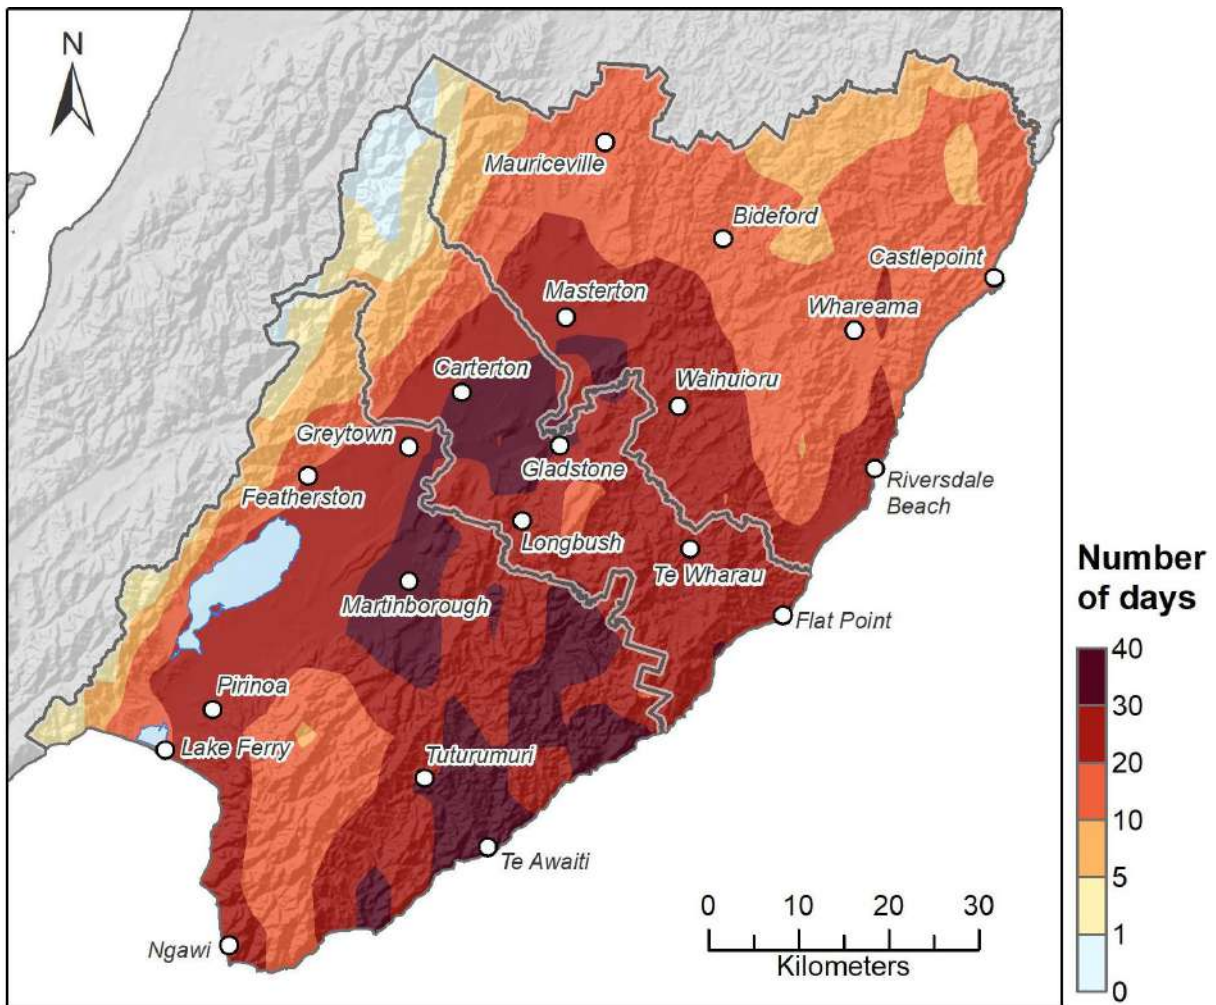 N
Mauriceville
Bideford
Castlepoint
Masterton
Whareama
Carterton
Wainuioru
Greytown
Gladstone
Featherston
Riversdale
Beach
Longbush
Te Wharau
Martinborough
Flat Point
Pirinoa
Lake Ferry
Tuturumuri
Te Awaiti
Ngawi
0 10 20 30
Kilometers
Number
of days
40
30
20
10
5
1
0